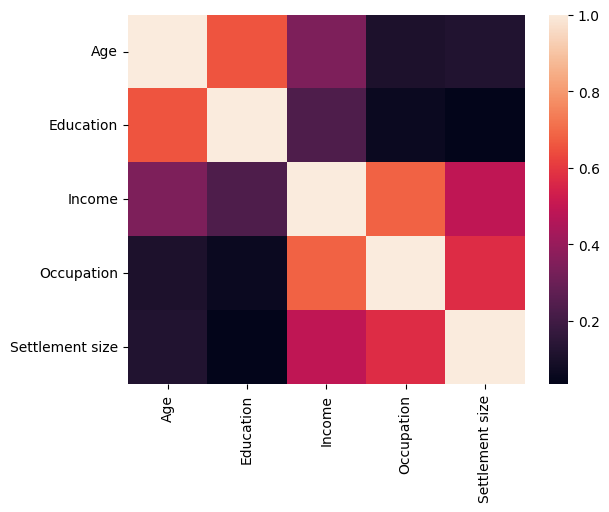 Age
Education
Income
Occupation
Settlement size
Age
Education
Income
Occupation
Settlement size
1.0
0.8
0.6
0.4
0.2